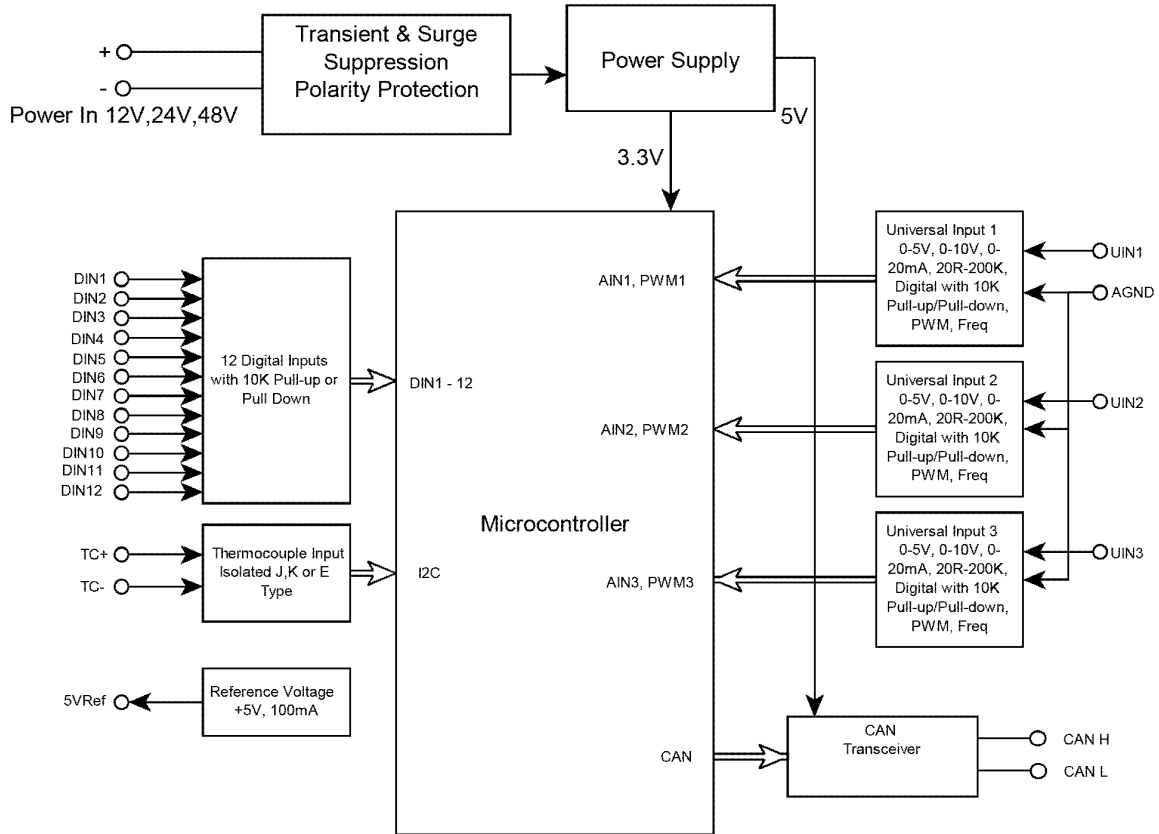 +
-
Power In 12V,24V,48V
Transient & Surge
Suppression
Polarity Protection
Power Supply
5V
3.3V
DIN1
DIN2
DIN3
DIN4
DIN5
DIN6
DIN7
DIN8
DIN9
DIN10
DIN11
DIN12
12 Digital Inputs
with 10K Pull-up or
Pull Down
DIN1 - 12
TC+
TC-
Thermocouple Input
Isolated J,K or E
Type
I2C
5VRef
Reference Voltage
+5V, 100mA
Microcontroller
AIN1, PWM1
AIN2, PWM2
AIN3, PWM3
CAN
Universal Input 1
0-5V, 0-10V, 0-
20mA, 20R-200K,
Digital with 10K
Pull-up/Pull-down,
PWM, Freq
UIN1
AGND
Universal Input 2
0-5V, 0-10V, 0-
20mA, 20R-200K,
Digital with 10K
Pull-up/Pull-down,
PWM, Freq
UIN2
Universal Input 3
0-5V, 0-10V, 0-
20mA, 20R-200K,
Digital with 10K
Pull-up/Pull-down,
PWM, Freq
UIN3
CAN
Transceiver
CAN H
CAN L